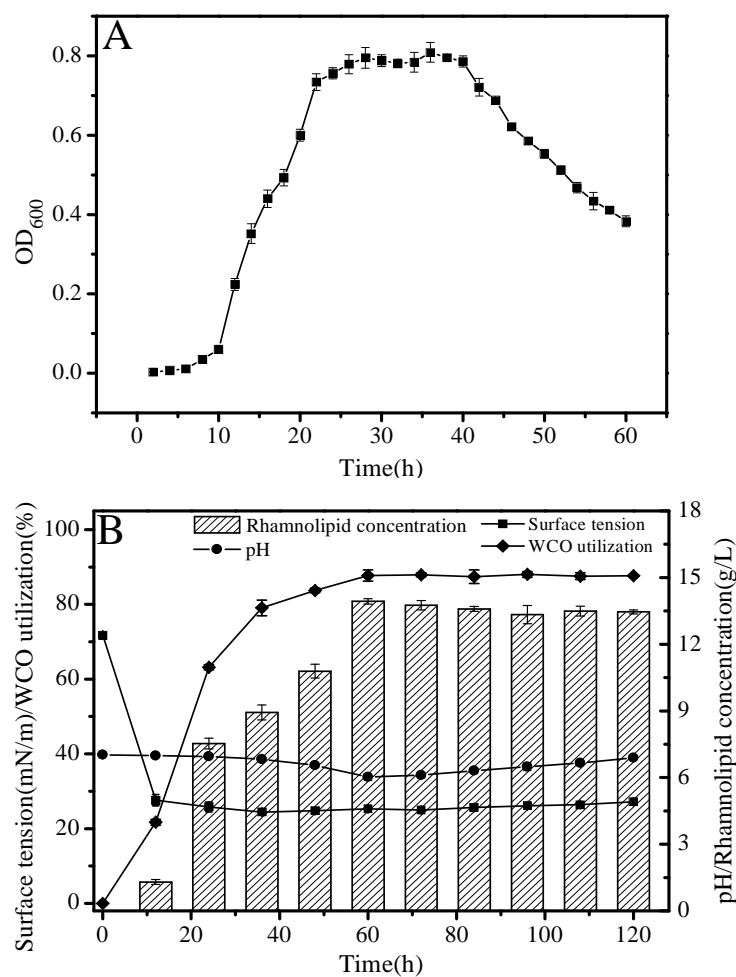 A
0.8
0.6
0.4
0.2
0.0
OD600
0 10 20 30 40 50 60
Time(h)
B
Rhamnolipid concentration
Surface tension
pH
WCO utilization
100
80
60
40
20
0
Surface tension(mN/m)/WCO utilization(%)
18
15
12
9
6
3
0
pH/Rhamnolipid concentration(g/L)
0 20 40 60 80 100 120
Time(h)